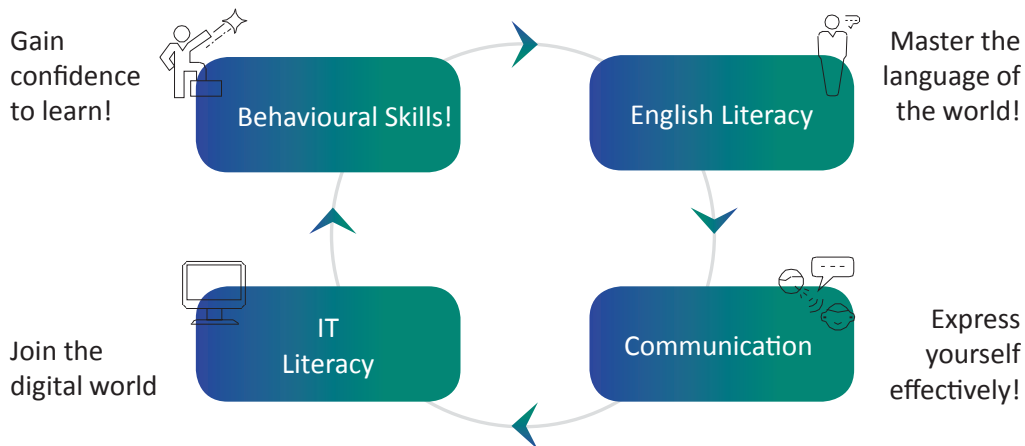 Gain
confidence
to learn!
Behavioural Skills!
English Literacy
Master the
language of
the world!
Join the
digital world
IT
Literacy
Communication
Express
yourself
effectively!